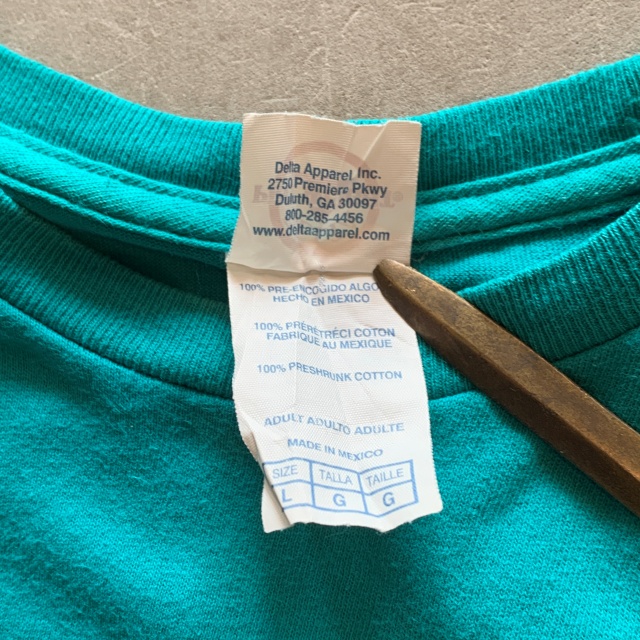 Delta Apparel Inc.
2750 Premiere Pkwy
Duluth, GA 30097
800-285-4456
www.deltaapparel.com
100% PRE-ENCOGIDO
HECHO EN MEXICO
100% PRÉRÉTRÉCI COTON
FABRIQUE AU MEXIQUE
100% PRESHRUNK COTTON
ADULT ADULTO ADULTE
MADE IN MEXICO
SIZE TALLA TAILLE
L G G